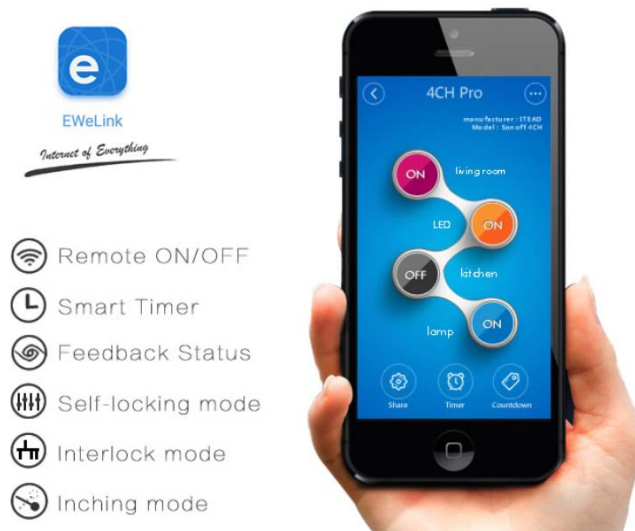 e
EWeLink
Internet of Everything
Remote ON/OFF
Smart Timer
Feedback Status
Self-locking mode
Interlock mode
Inching mode
4CH Pro
manufacturer : ITEAD
Model : Sonoff 4CH
ON
living room
LED
ON
OFF
kitchen
lamp
ON
Share
Timer
Countdown